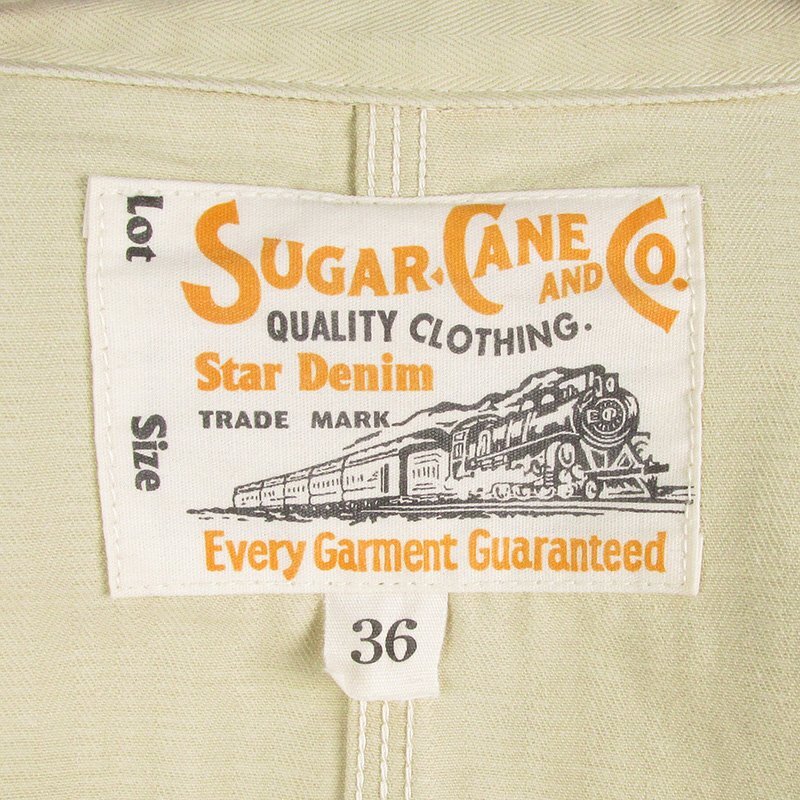 Lot
SUGAR CANE AND CO.
QUALITY CLOTHING.
Star Denim
TRADE MARK
Size
Every Garment Guaranteed
36